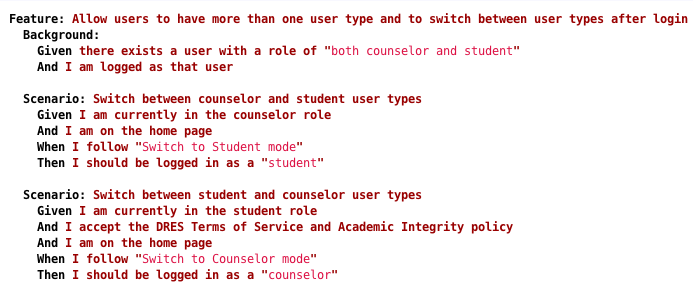 Feature: Allow users to have more than one user type and to switch between user types after login
Background:
Given there exists a user with a role of "both counselor and student"
And I am logged as that user
Scenario: Switch between counselor and student user types
Given I am currently in the counselor role
And I am on the home page
When I follow "Switch to Student mode"
Then I should be logged in as a "student"
Scenario: Switch between student and counselor user types
Given I am currently in the student role
And I accept the DRES Terms of Service and Academic Integrity policy
And I am on the home page
When I follow "Switch to Counselor mode"
Then I should be logged in as a "counselor"